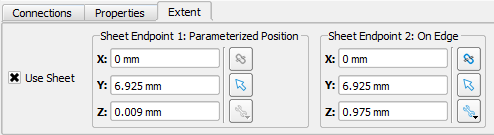 Connections Properties Extent
Sheet Endpoint 1: Parameterized Position
X: 0 mm
Use Sheet
Y: 6.925 mm
Z: 0.009 mm
Sheet Endpoint 2: On Edge
X: 0 mm
Y: 6.925 mm
Z: 0.975 mm